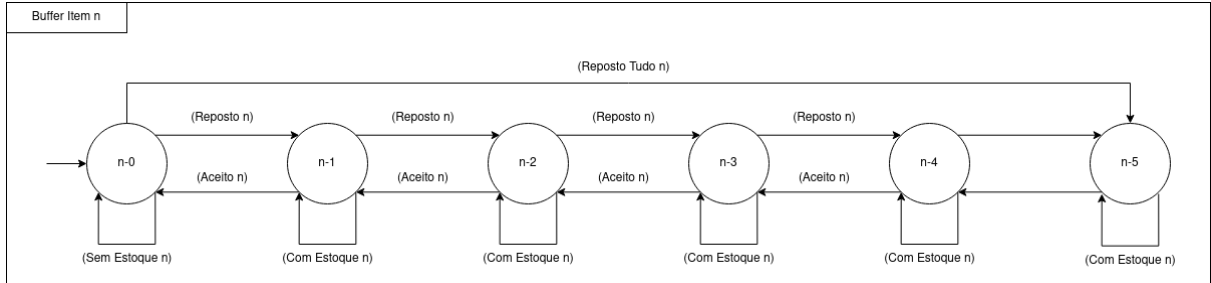 Buffer Item n
(Reposto Tudo n)
(Reposto n) (Reposto n) (Reposto n) (Reposto n)
n-0 n-1 n-2 n-3 n-4 n-5
(Aceito n) (Aceito n) (Aceito n) (Aceito n)
(Sem Estoque n) (Com Estoque n) (Com Estoque n) (Com Estoque n) (Com Estoque n) (Com Estoque n)